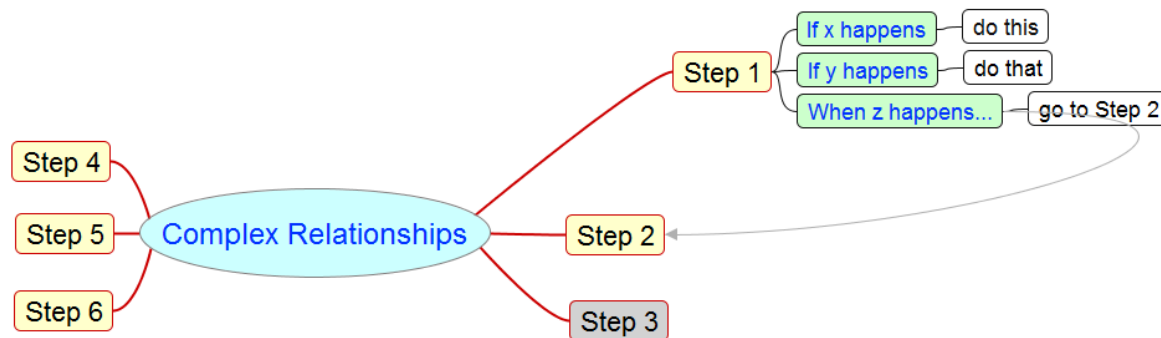 Complex Relationships
Step 1
If x happens
do this
If y happens
do that
When z happens...
go to Step 2
Step 2
Step 3
Step 4
Step 5
Step 6